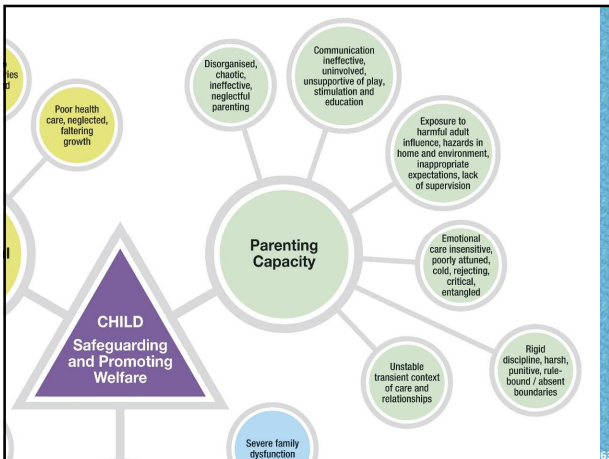 ries
d
Poor health
care, neglected,
faltering
growth
Disorganised,
chaotic,
ineffective,
neglectful
parenting
Communication
ineffective,
uninvolved,
unsupportive of play,
stimulation and
education
Exposure to
harmful adult
influence, hazards in
home and environment,
inappropriate
expectations, lack
of supervision
Parenting
Capacity
Emotional
care insensitive,
poorly attuned,
cold, rejecting,
critical,
entangled
Rigid
discipline, harsh,
punitive, rule-
bound / absent
boundaries
Unstable
transient context
of care and
relationships
CHILD
Safeguarding
and Promoting
Welfare
Severe family
dysfunction